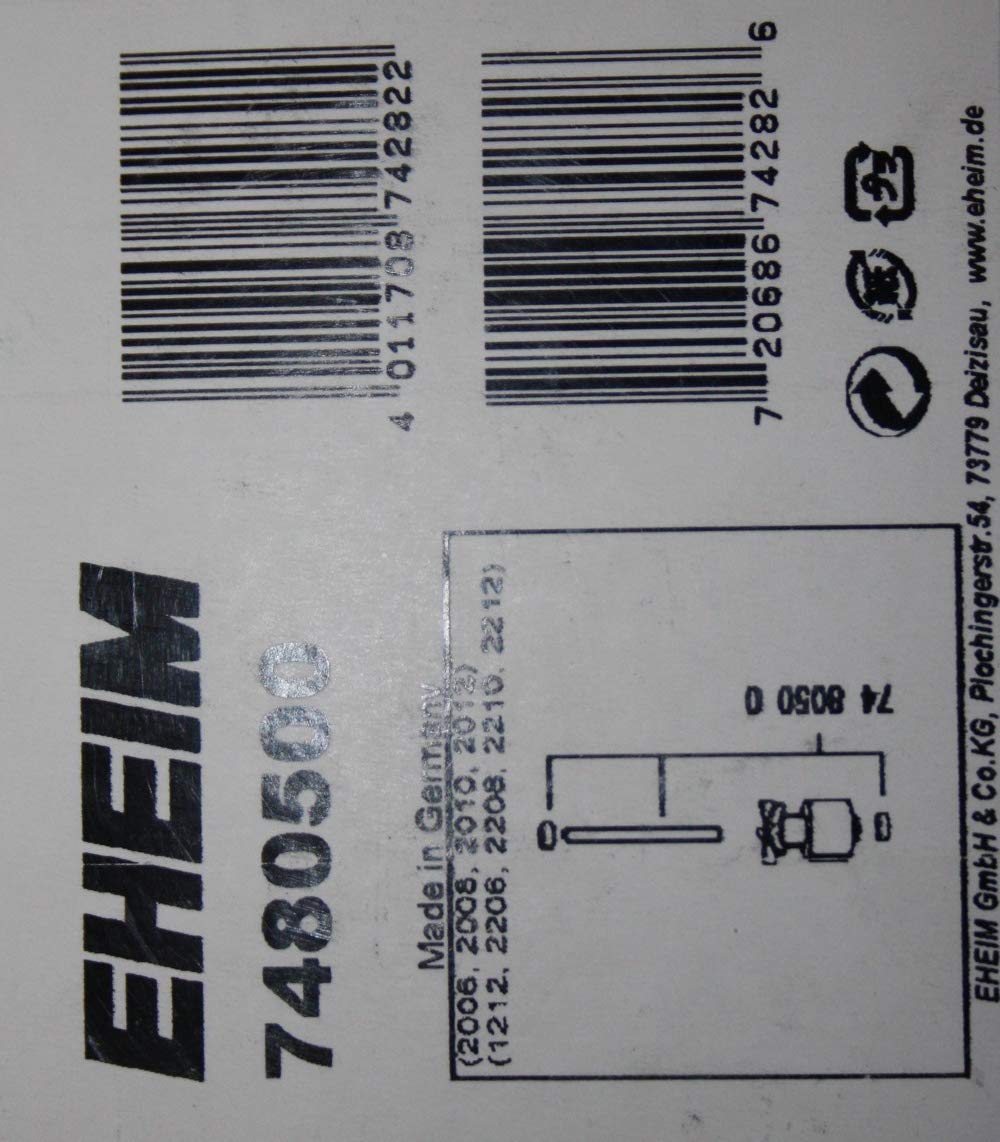 EHEIM
7480500
Made in Germany
(2006, 2008, 2010, 2012)
(1212, 2206, 2208, 2210, 2212)
74 8050 0
4 011708 742822
7 20686 74282 6
EHEIM GmbH & Co.KG, Plochingerstr.54, 73779 Deizisau, www.eheim.de